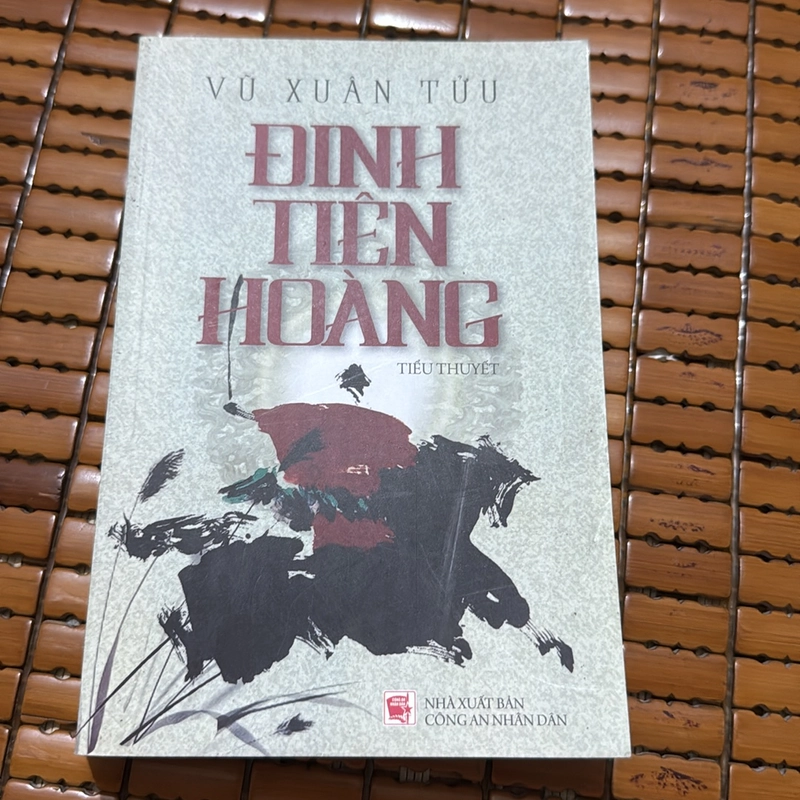 VŨ XUÂN TỬU
ĐINH
TIÊN
HOÀNG
TIỂU THUYẾT
NHÀ XUẤT BẢN
CÔNG AN NHÂN DÂN